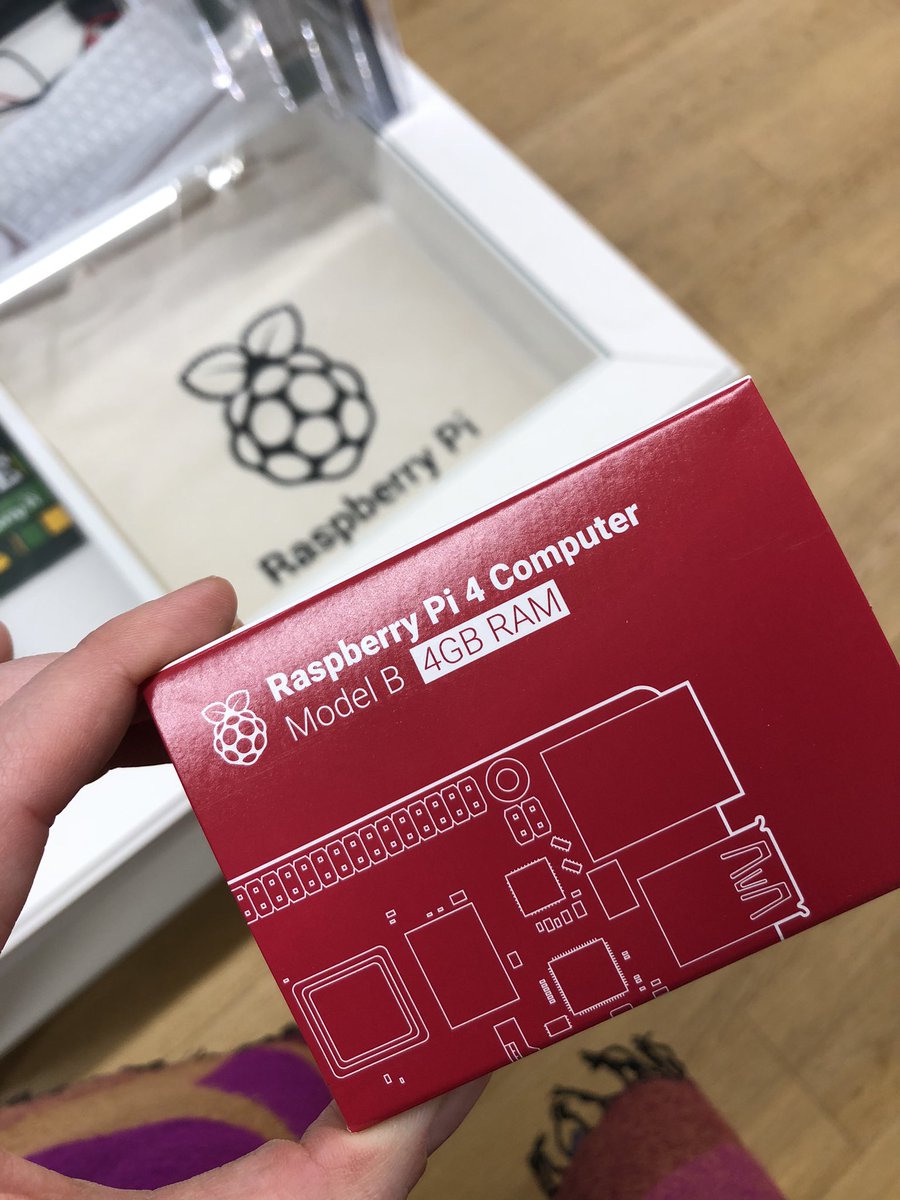 Raspberry Pi
Raspberry Pi 4 Computer
Model B 4GB RAM